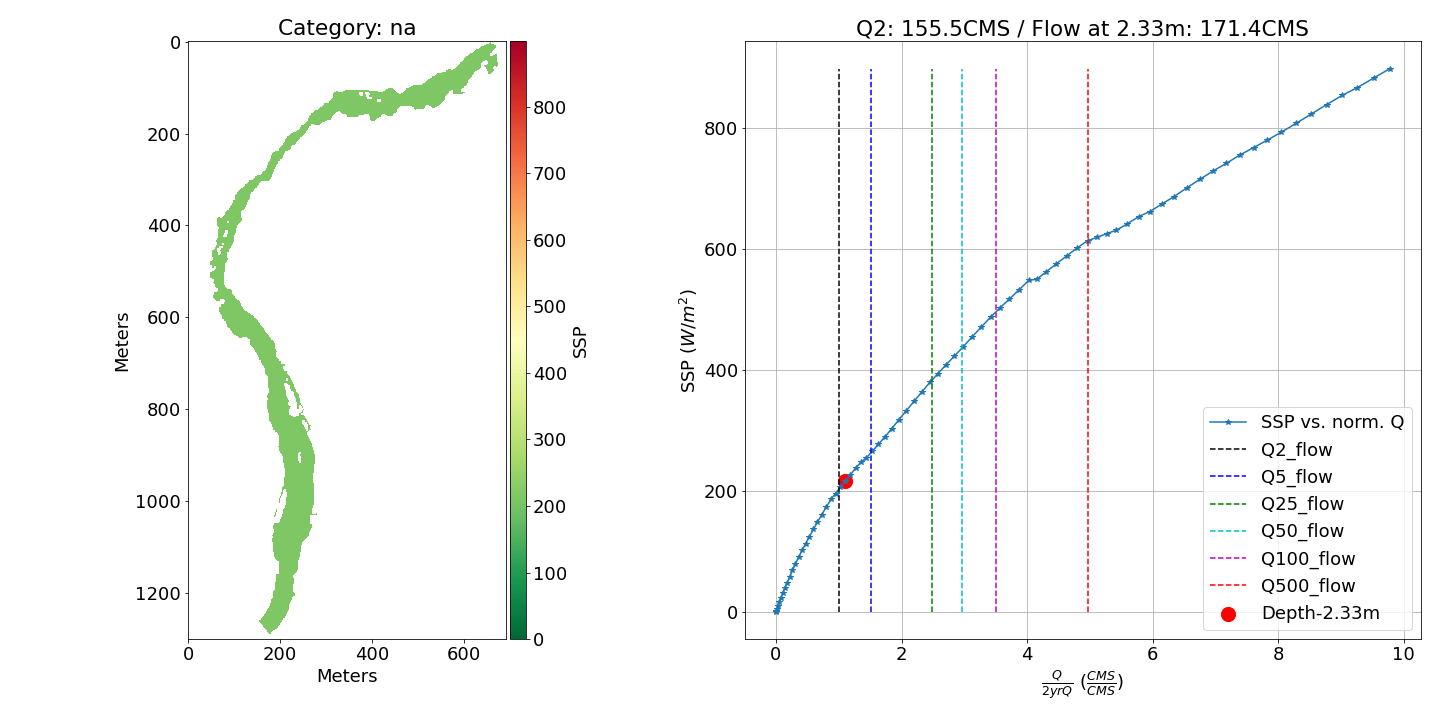 Category: na
0
200
400
600
800
1000
1200
Meters
0
200
400
600
Meters
800
700
600
500
400
300
200
100
0
SSP
Q2: 155.5CMS / Flow at 2.33m: 171.4CMS
800
600
400
200
0
SSP (W/m²)
0
2
4
6
8
10
Q/2yrQ (CMS/CMS)
SSP vs. norm. Q
Q2_flow
Q5_flow
Q25_flow
Q50_flow
Q100_flow
Q500_flow
Depth-2.33m